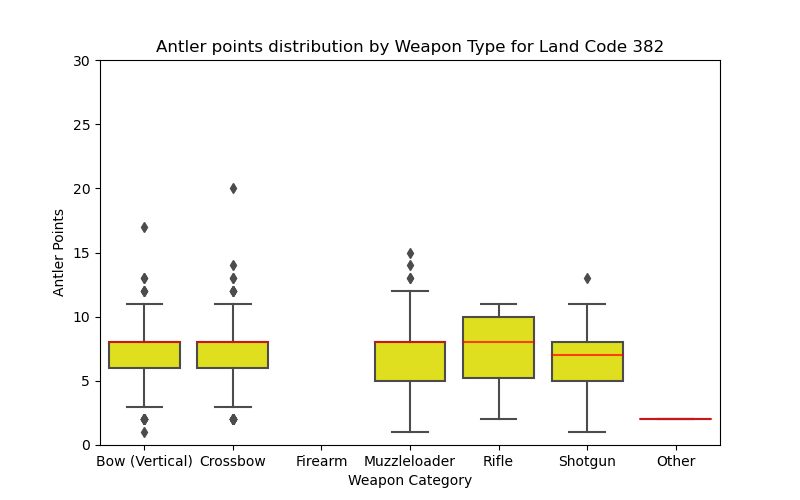 Antler points distribution by Weapon Type for Land Code 382
30
25
20
15
10
5
0
Antler Points
Bow (Vertical) Crossbow Firearm Muzzleloader Rifle Shotgun Other
Weapon Category